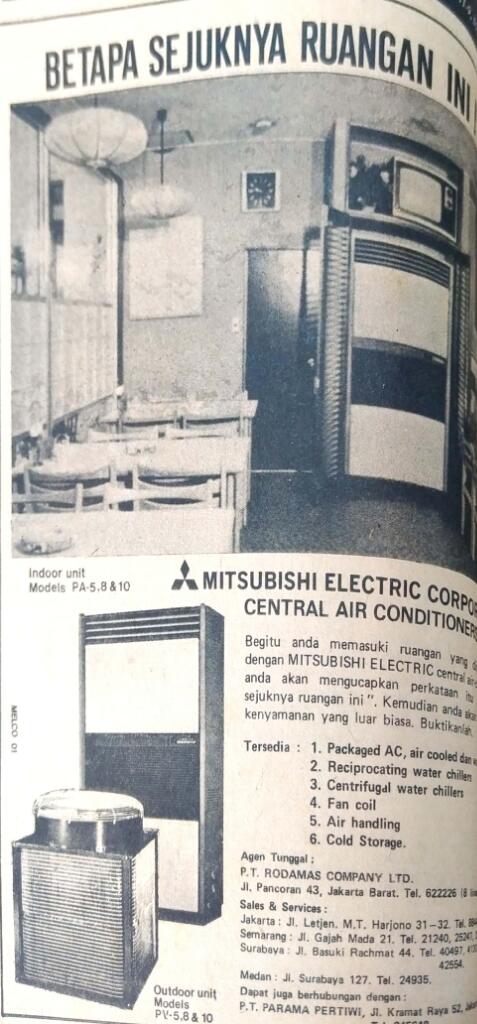 BETAPA SEJUKNYA RUANGAN INI
Indoor unit
Models PA-5,8 & 10
MITSUBISHI ELECTRIC
CENTRAL AIR CONDITIONERS
Begitu anda memasuki ruangan yang
dengan MITSUBISHI ELECTRIC central
anda akan mengucapkan perkataan itu
sejuknya ruangan ini". Kemudian anda
kenyamanan yang luar biasa. Buktikanlah,
Tersedia : 1. Packaged AC, air cooled dan
2. Reciprocating water chillers
3. Centrifugal water chillers
4. Fan coil
5. Air handling
6. Cold Storage.
MELCO 01
Agen Tunggal :
P.T. RODAMAS COMPANY LTD.
Jl. Pancoran 43, Jakarta Barat. Tel. 622226 (8
Sales & Services :
Jakarta : Jl. Letjen. M.T. Harjono 31-32. Tel.
Semarang : Jl. Gajah Mada 21. Tel. 21240,
Surabaya : Jl. Basuki Rachmat 44. Tel. 40497,
42554.
Medan : Jl. Surabaya 127. Tel. 24935.
Dapat juga berhubungan dengan :
P.T. PARAMA PERTIWI, Jl. Kramat Raya 52,
Outdoor unit
Models
PV-5,8 & 10